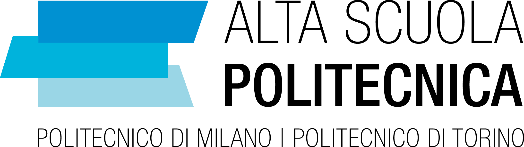 ALTA SCUOLA
POLITECNICA
POLITECNICO DI MILANO | POLITECNICO DI TORINO